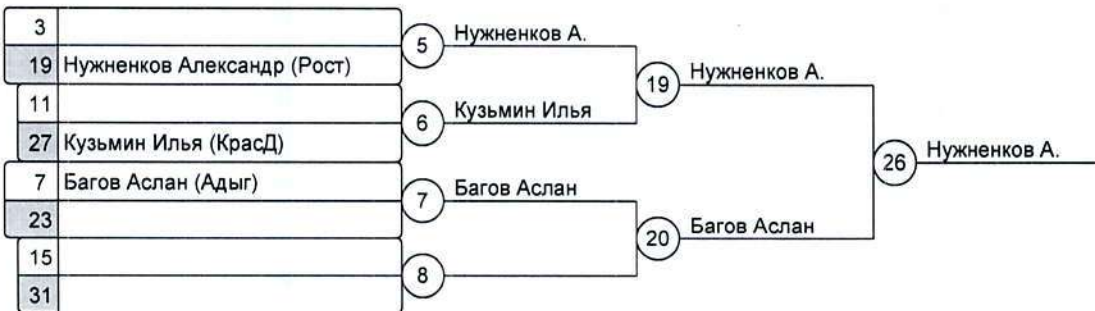 3
19 Нужненков Александр (Рост)
5 Нужненков А.
11
27 Кузьмин Илья (КрасД)
6 Кузьмин Илья
19 Нужненков А.
7 Багов Аслан (Адыг)
23
7 Багов Аслан
15
31
8
20 Багов Аслан
26 Нужненков А.